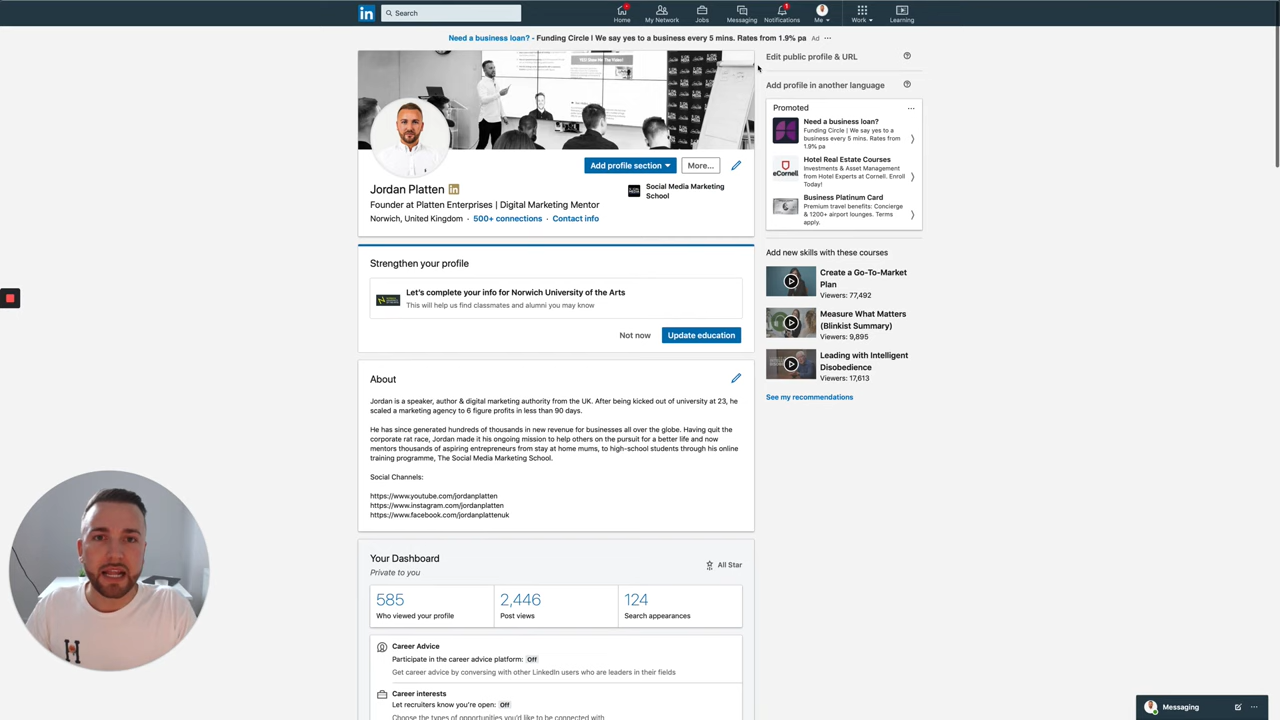 in
Search
Home
My Network
Jobs
Messaging
1
Notifications
Me
Work
Learning
Need a business loan? - Funding Circle | We say yes to a business every 5 mins. Rates from 1.9% pa Ad ...
Edit public profile & URL
Add profile in another language
Promoted
Need a business loan?
Funding Circle | We say yes to a
business every 5 mins. Rates from
1.9% pa
eCornell
Hotel Real Estate Courses
Investments & Asset Management
from Hotel Experts at Cornell. Enroll
Today!
Business Platinum Card
Premium travel benefits: Concierge
& 1200+ airport lounges. Terms
apply.
Add profile section
More...
Jordan Platten in
Social Media Marketing
School
Founder at Platten Enterprises | Digital Marketing Mentor
Norwich, United Kingdom · 500+ connections · Contact info
Add new skills with these courses
Create a Go-To-Market
Plan
Viewers: 77,492
Measure What Matters
(Blinkist Summary)
Viewers: 9,895
Leading with Intelligent
Disobedience
Viewers: 17,613
See my recommendations
Strengthen your profile
Let's complete your info for Norwich University of the Arts
This will help us find classmates and alumni you may know
Not now
Update education
About
Jordan is a speaker, author & digital marketing authority from the UK. After being kicked out of university at 23, he
scaled a marketing agency to 6 figure profits in less than 90 days.
He has since generated hundreds of thousands in new revenue for businesses all over the globe. Having quit the
corporate rat race, Jordan made it his ongoing mission to help others on the pursuit for a better life and now
mentors thousands of aspiring entrepreneurs from stay at home mums, to high-school students through his online
training programme, The Social Media Marketing School.
Social Channels:
https://www.youtube.com/jordanplatten
https://www.instagram.com/jordanplatten
https://www.facebook.com/jordanplattenuk
Your Dashboard
Private to you
All Star
585
Who viewed your profile
2,446
Post views
124
Search appearances
Career Advice
Participate in the career advice platform: Off
Get career advice by conversing with other LinkedIn users who are leaders in their fields
Career interests
Let recruiters know you're open: Off
Choose the types of opportunities you'd like to be connected with
Messaging